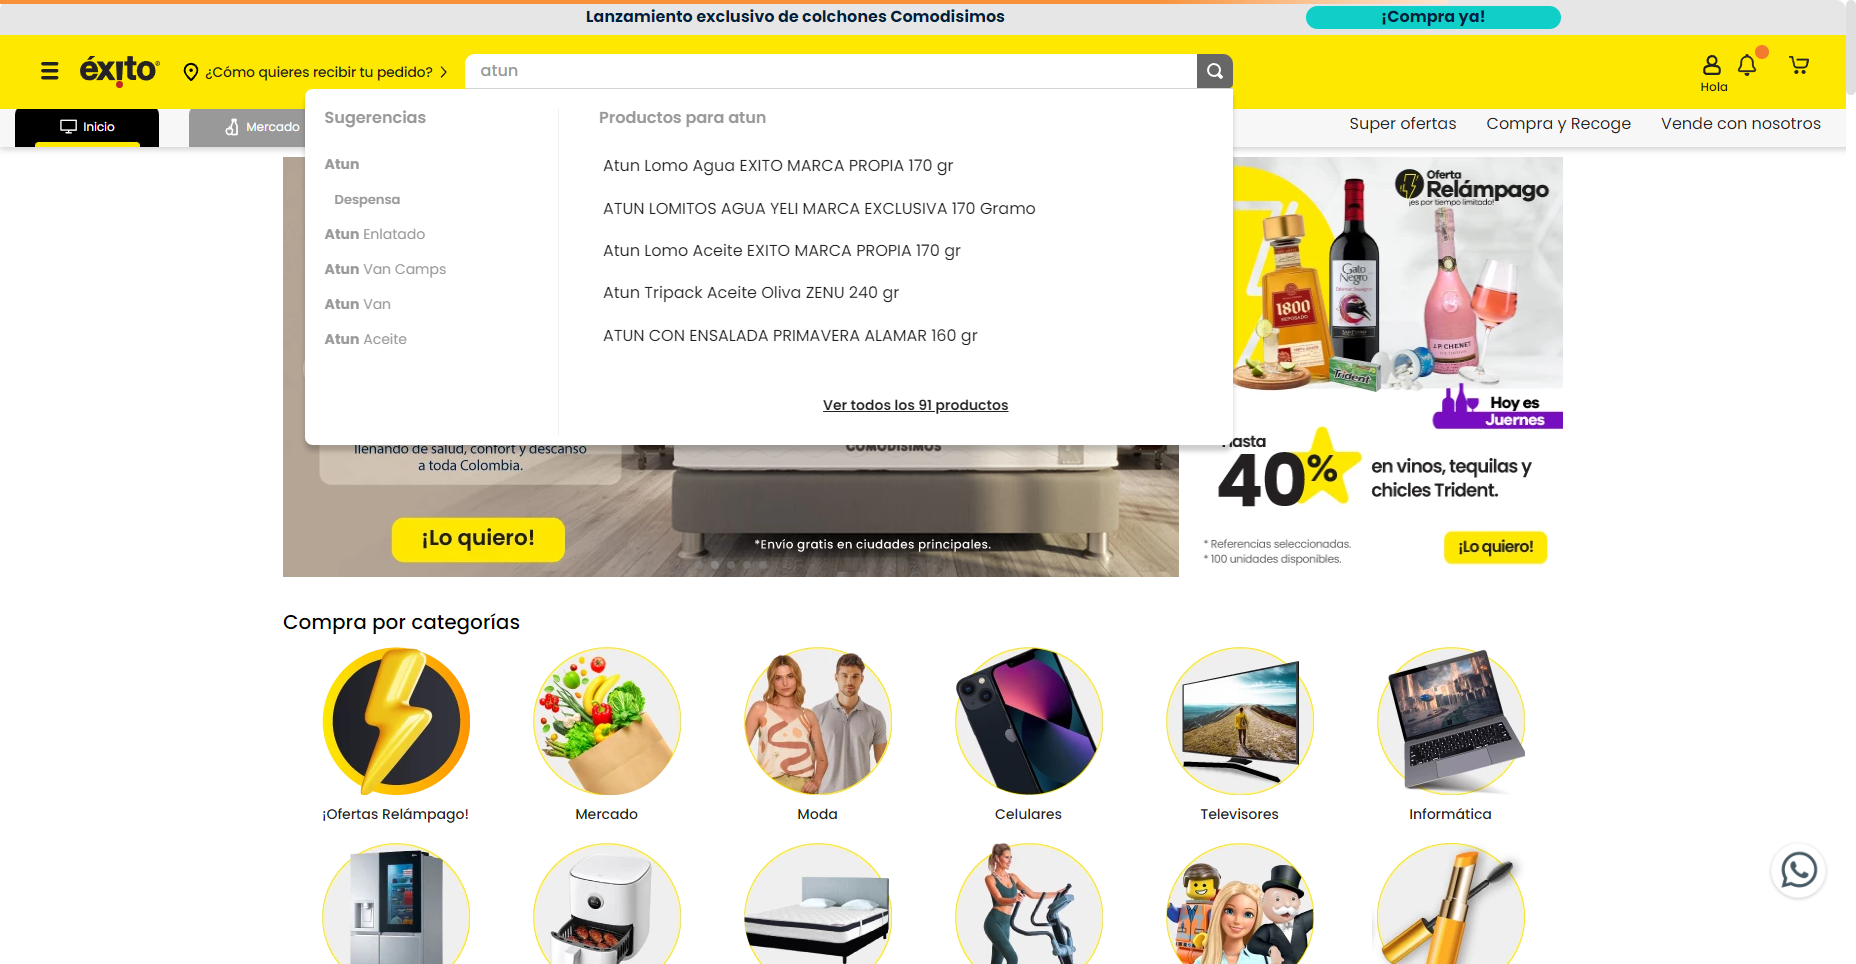 Lanzamiento exclusivo de colchones Comodisimos
¡Compra ya!
éxito
¿Cómo quieres recibir tu pedido?
atun
Hola
Inicio
Mercado
Super ofertas
Compra y Recoge
Vende con nosotros
Sugerencias
Atun
Despensa
Atun Enlatado
Atun Van Camps
Atun Van
Atun Aceite
Productos para atun
Atun Lomo Agua EXITO MARCA PROPIA 170 gr
ATUN LOMITOS AGUA YELI MARCA EXCLUSIVA 170 Gramo
Atun Lomo Aceite EXITO MARCA PROPIA 170 gr
Atun Tripack Aceite Oliva ZENU 240 gr
ATUN CON ENSALADA PRIMAVERA ALAMAR 160 gr
Ver todos los 91 productos
llenando de salud, confort y descanso
a toda Colombia.
¡Lo quiero!
COMODISIMOS
*Envío gratis en ciudades principales.
Oferta
Relámpago
¡es por tiempo limitado!
1800
REPOSADO
Gato
Negro
J.P. CHENET
Trident
Hoy es
Juernes
Hasta
40%
en vinos, tequilas y
chicles Trident.
* Referencias seleccionadas.
* 100 unidades disponibles.
¡Lo quiero!
Compra por categorías
¡Ofertas Relámpago!
Mercado
Moda
Celulares
Televisores
Informática